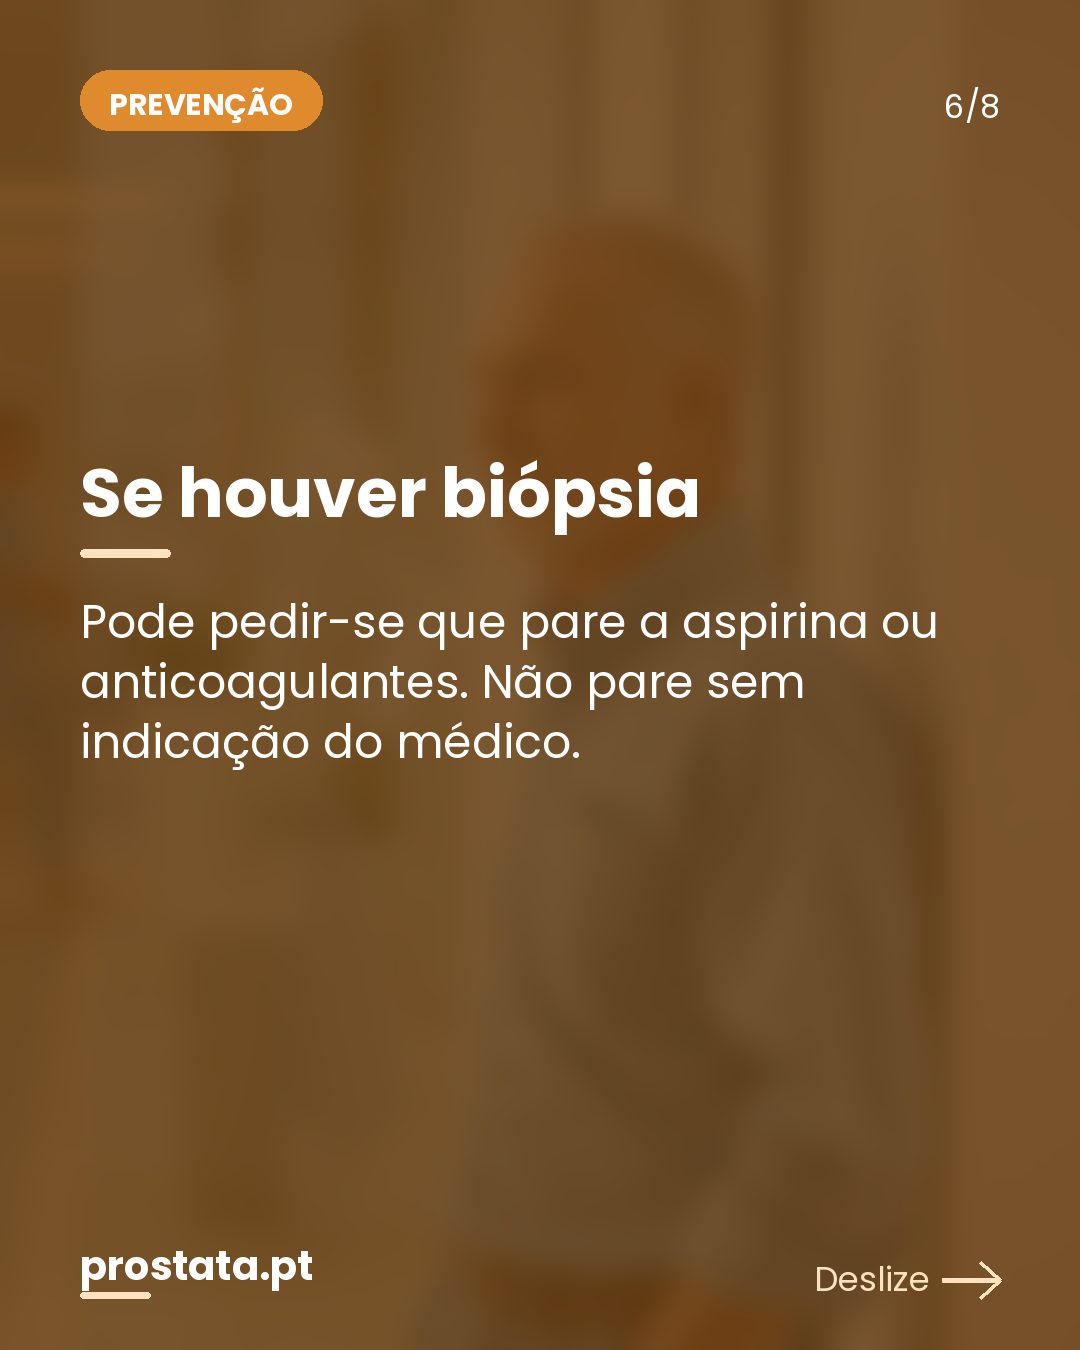 PREVENÇÃO
6/8
Se houver biópsia
Pode pedir-se que pare a aspirina ou
anticoagulantes. Não pare sem
indicação do médico.
prostata.pt
Deslize